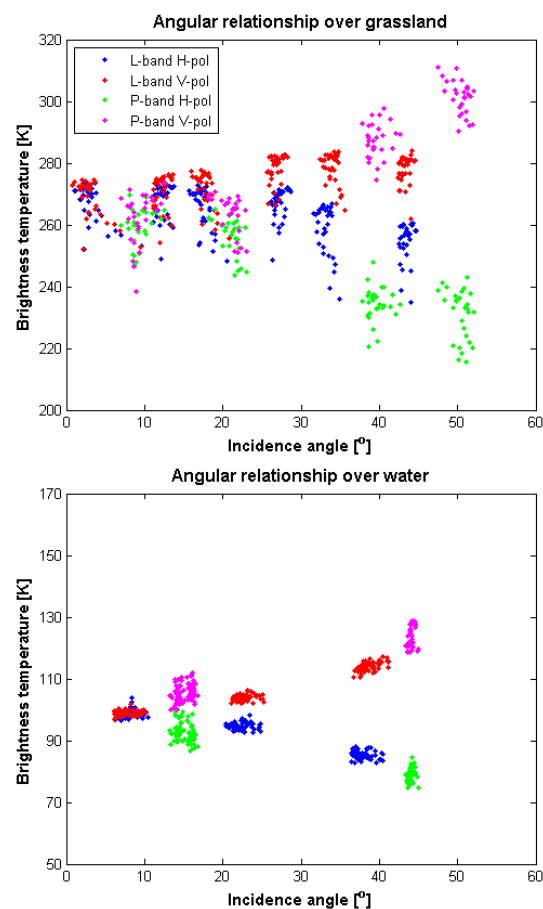 Angular relationship over grassland
Brightness temperature [K]
320
300
280
260
240
220
200
L-band H-pol
L-band V-pol
P-band H-pol
P-band V-pol
0 10 20 30 40 50 60
Incidence angle [o]
Angular relationship over water
Brightness temperature [K]
170
150
130
110
90
70
50
0 10 20 30 40 50 60
Incidence angle [o]